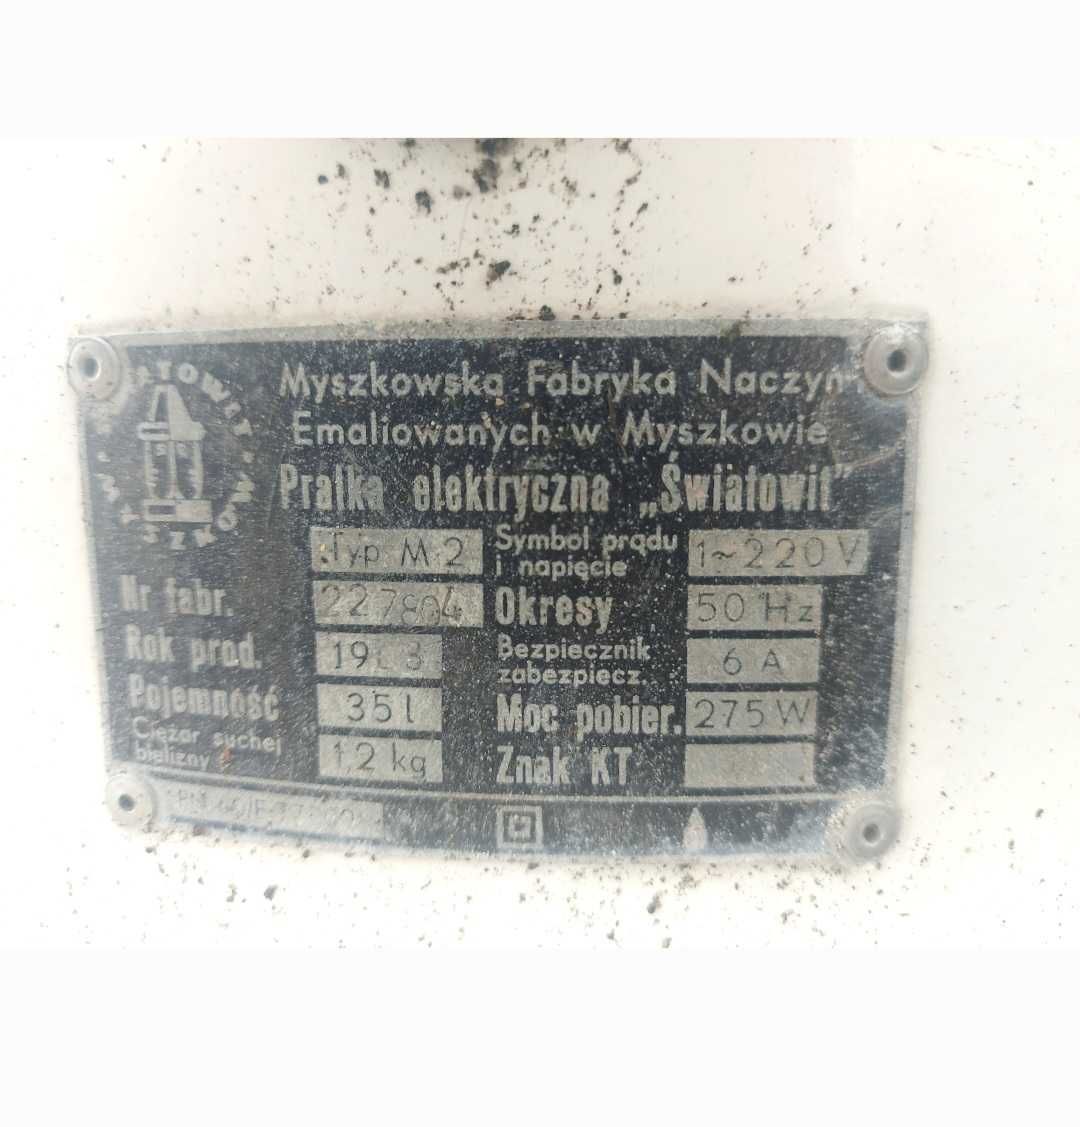 Myszkowska Fabryka Naczyń
Emaliowanych w Myszkowie
Pralka elektryczna „Światowit"
Typ M 2
Symbol prądu i napięcie
1~220V
Nr fabr.
227804
Okresy
50 Hz
Rok prod.
Bezpiecznik zabezpiecz.
6 A
Pojemność
35 l
Moc pobier.
275 W
Ciężar suchej bielizny
1,2 kg
Znak KT